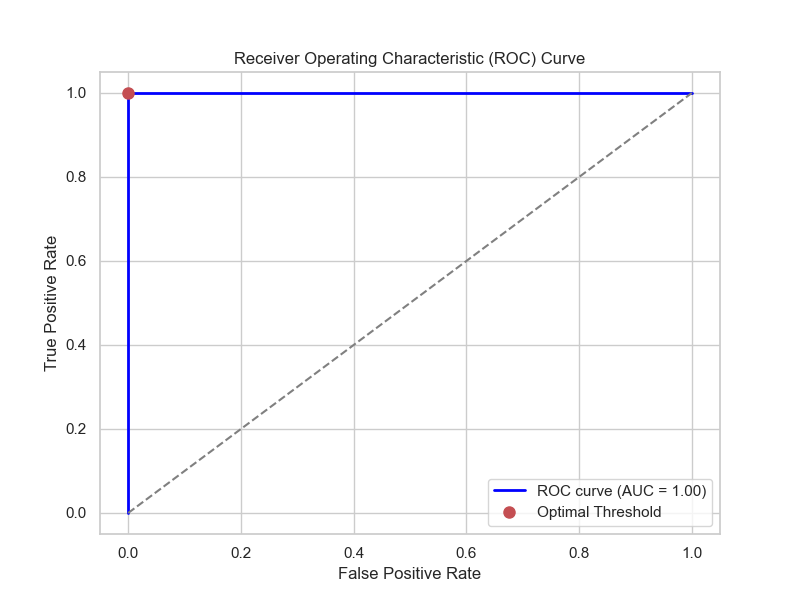 Receiver Operating Characteristic (ROC) Curve
True Positive Rate
1.0
0.8
0.6
0.4
0.2
0.0
ROC curve (AUC = 1.00)
Optimal Threshold
0.0 0.2 0.4 0.6 0.8 1.0
False Positive Rate